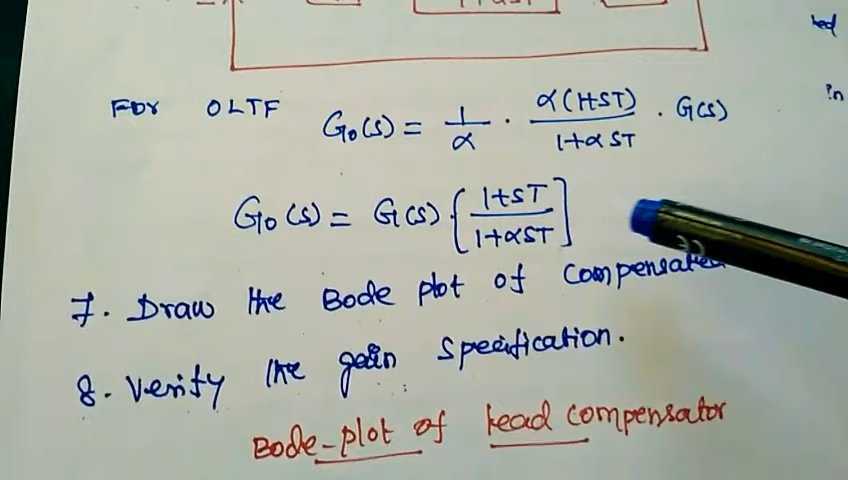 FOR OLTF G₀(s) = 1/α · α(1+ST)/1+αST · G(s)
G₀(s) = G(s) [1+ST/1+αST]
7. Draw the Bode plot of Compensated
8. Verify the gain Specification.
Bode-plot of Lead compensator
in